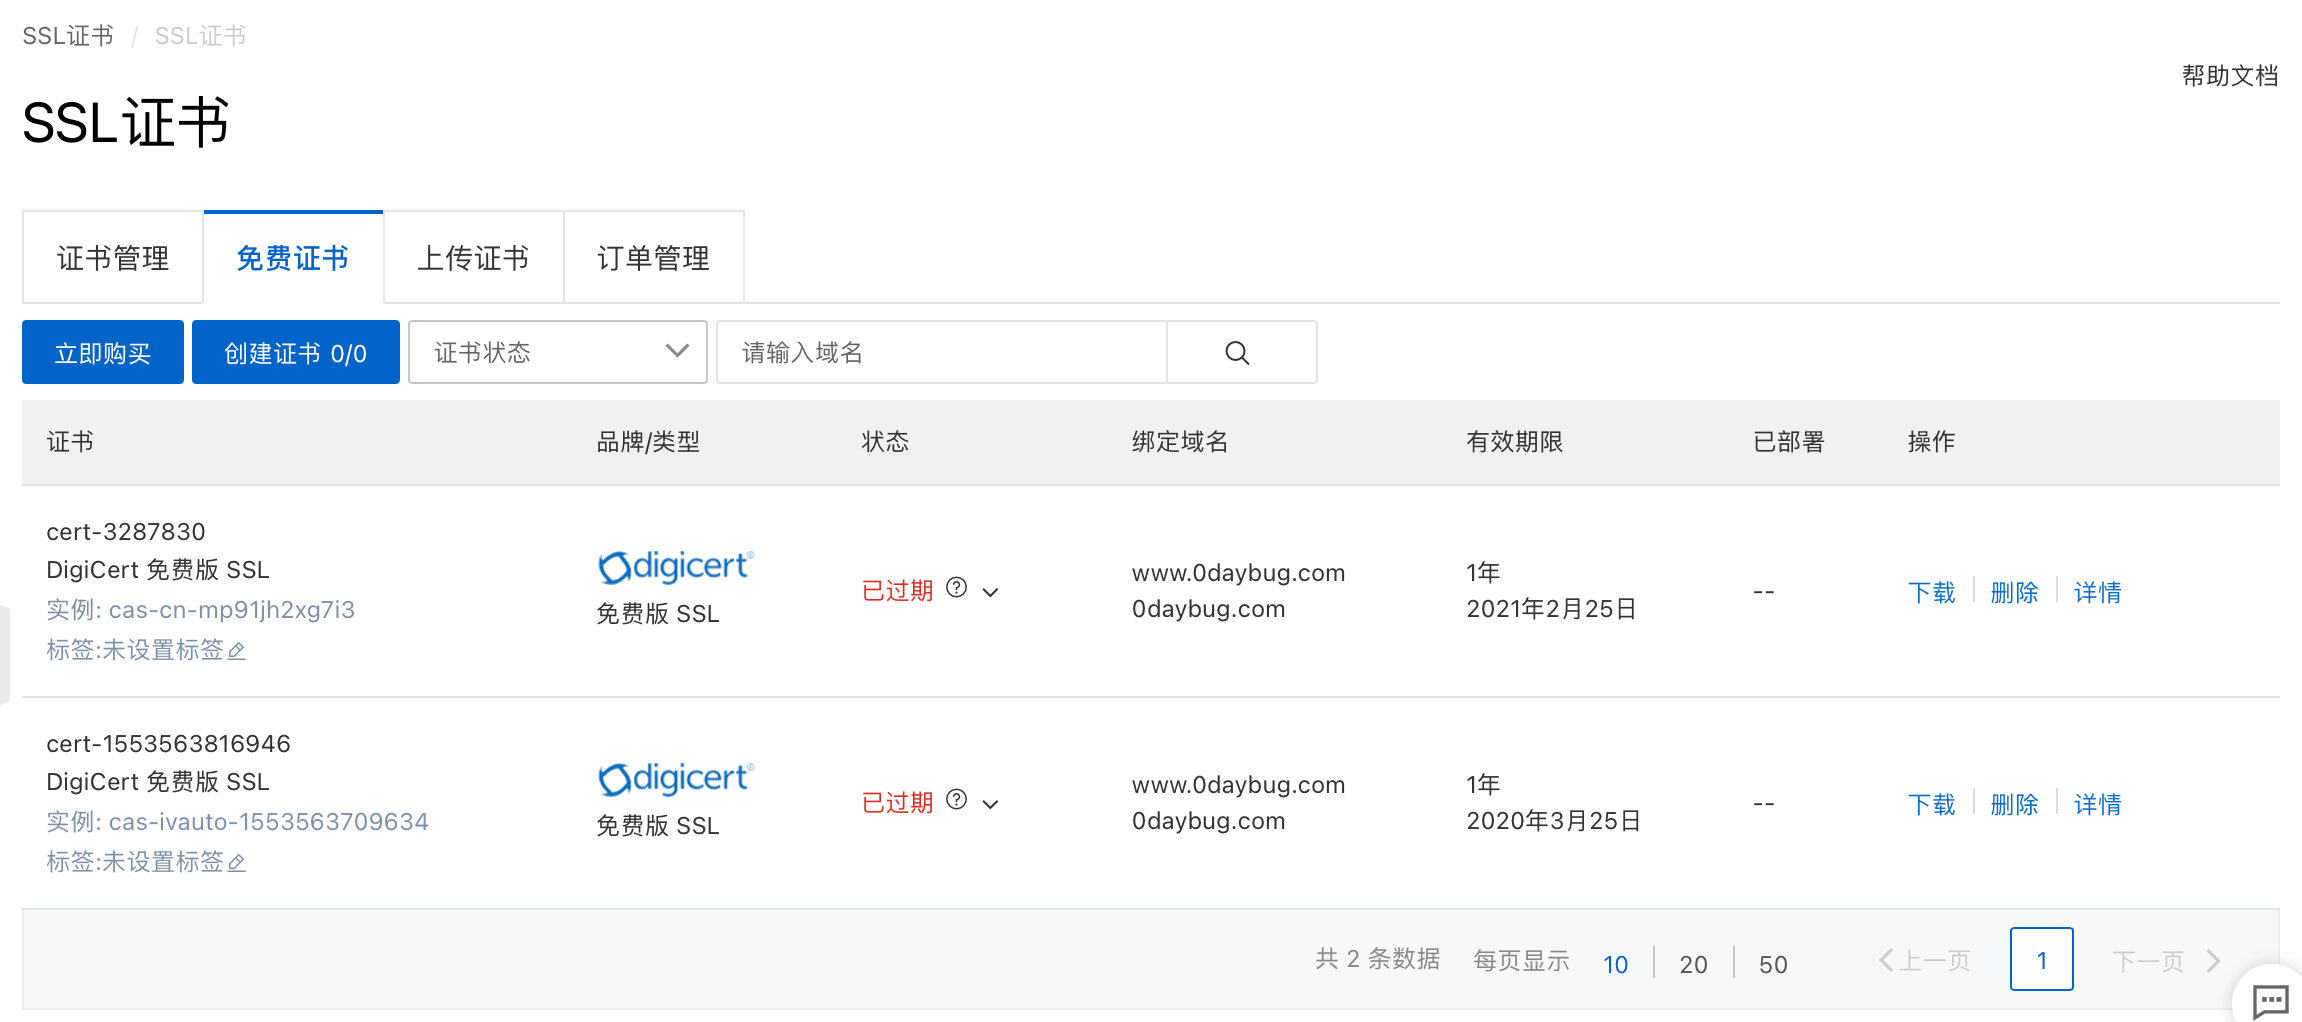 SSL证书 / SSL证书
帮助文档
SSL证书
证书管理 免费证书 上传证书 订单管理
立即购买 创建证书 0/0 证书状态 请输入域名
证书 品牌/类型 状态 绑定域名 有效期限 已部署 操作
cert-3287830
DigiCert 免费版 SSL
实例: cas-cn-mp91jh2xg7i3
标签:未设置标签
digicert®
免费版 SSL
已过期
www.0daybug.com
0daybug.com
1年
2021年2月25日
--
下载 删除 详情
cert-1553563816946
DigiCert 免费版 SSL
实例: cas-ivauto-1553563709634
标签:未设置标签
digicert®
免费版 SSL
已过期
www.0daybug.com
0daybug.com
1年
2020年3月25日
--
下载 删除 详情
共 2 条数据 每页显示 10 20 50 上一页 1 下一页